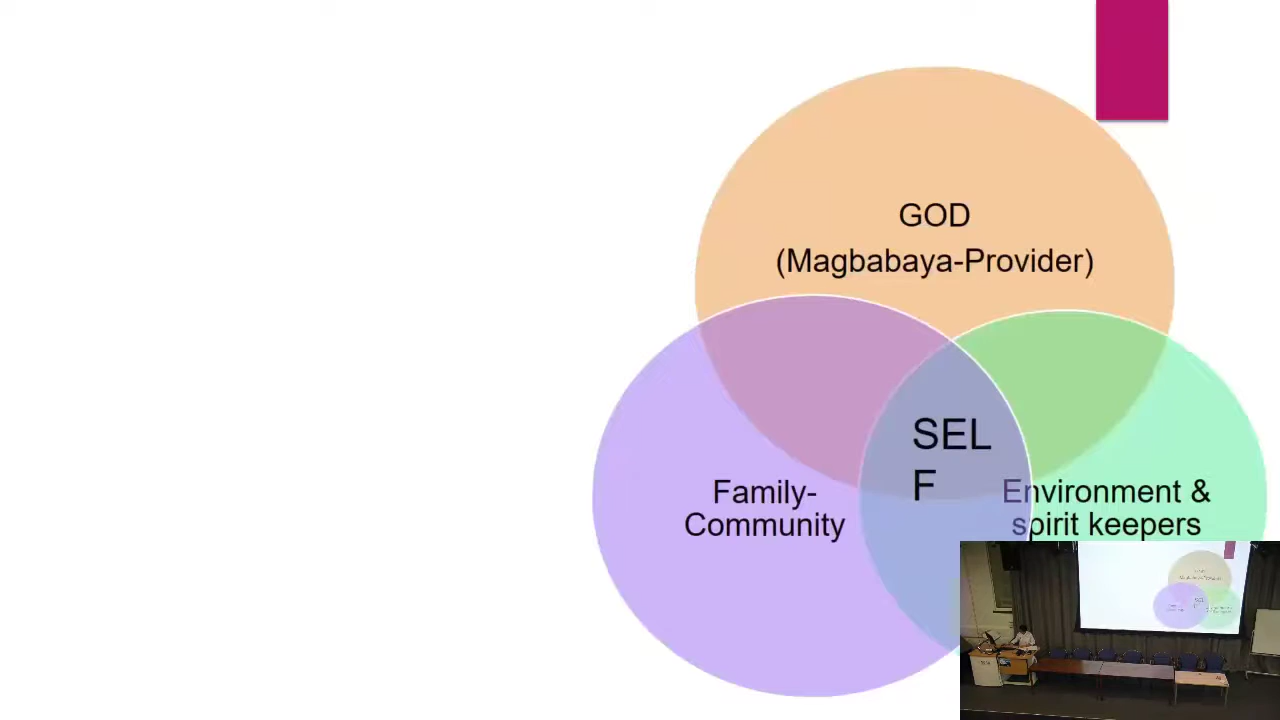 GOD
(Magbabaya-Provider)
SEL
F
Family-
Community
Environment &
spirit keepers